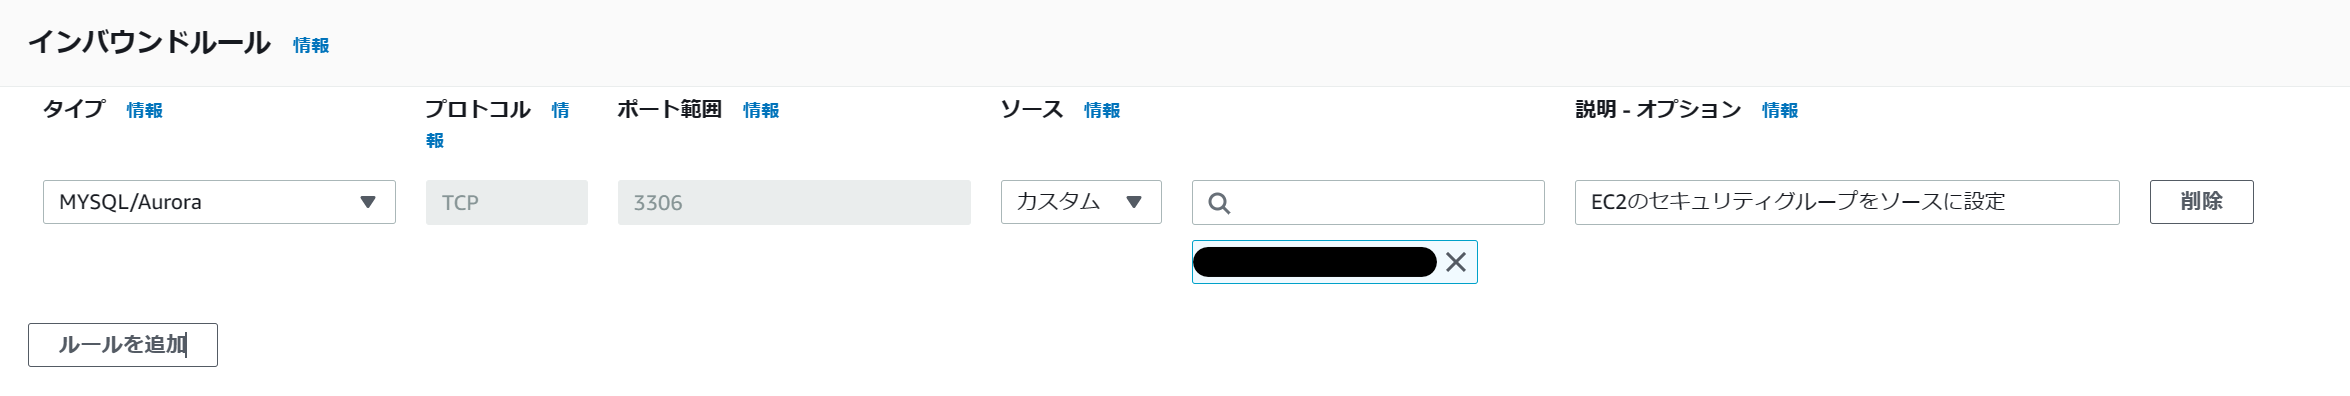 インバウンドルール 情報
タイプ 情報 プロトコル 情報 ポート範囲 情報 ソース 情報 説明 - オプション 情報
MYSQL/Aurora TCP 3306 カスタム EC2のセキュリティグループをソースに設定 削除
ルールを追加